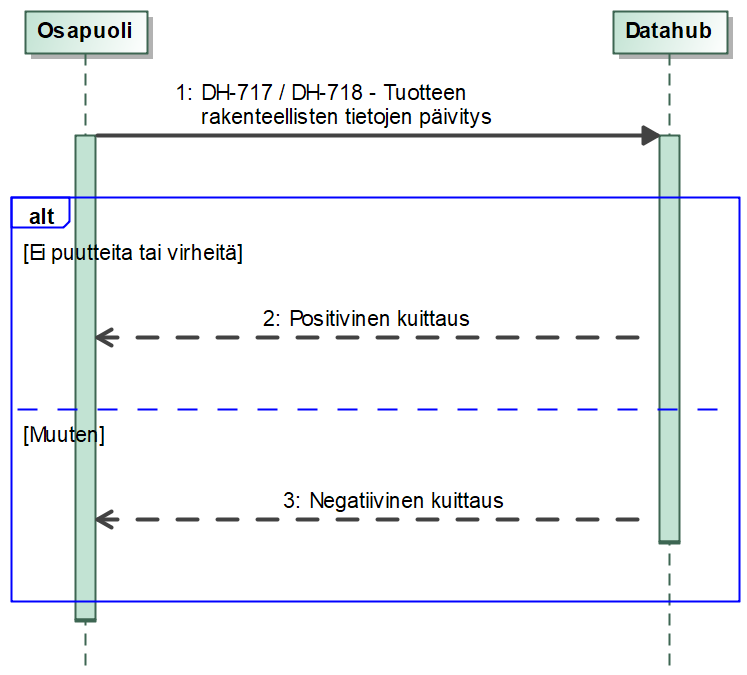 Osapuoli
Datahub
1: DH-717 / DH-718 - Tuotteen
rakenteellisten tietojen päivitys
alt
[Ei puutteita tai virheitä]
2: Positivinen kuittaus
[Muuten]
3: Negatiivinen kuittaus